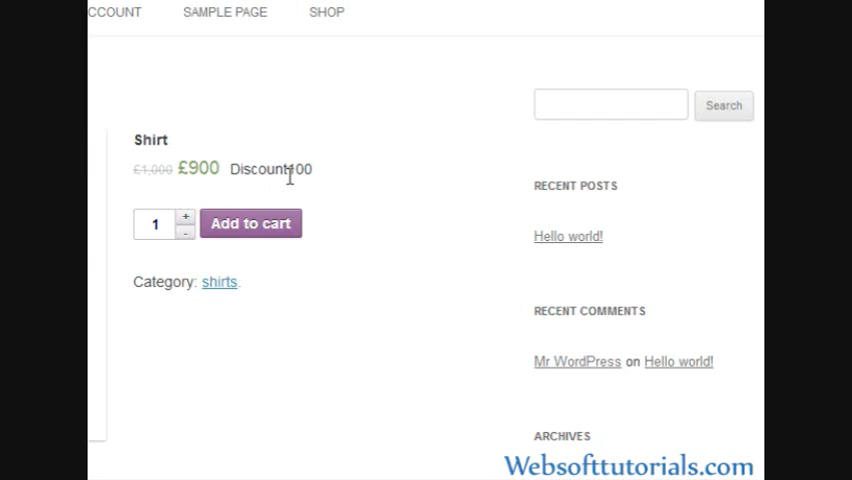 CCOUNT SAMPLE PAGE SHOP
Search
Shirt
£1,000 £900 Discount100
1 + - Add to cart
Category: shirts.
RECENT POSTS
Hello world!
RECENT COMMENTS
Mr WordPress on Hello world!
ARCHIVES
Websofttutorials.com